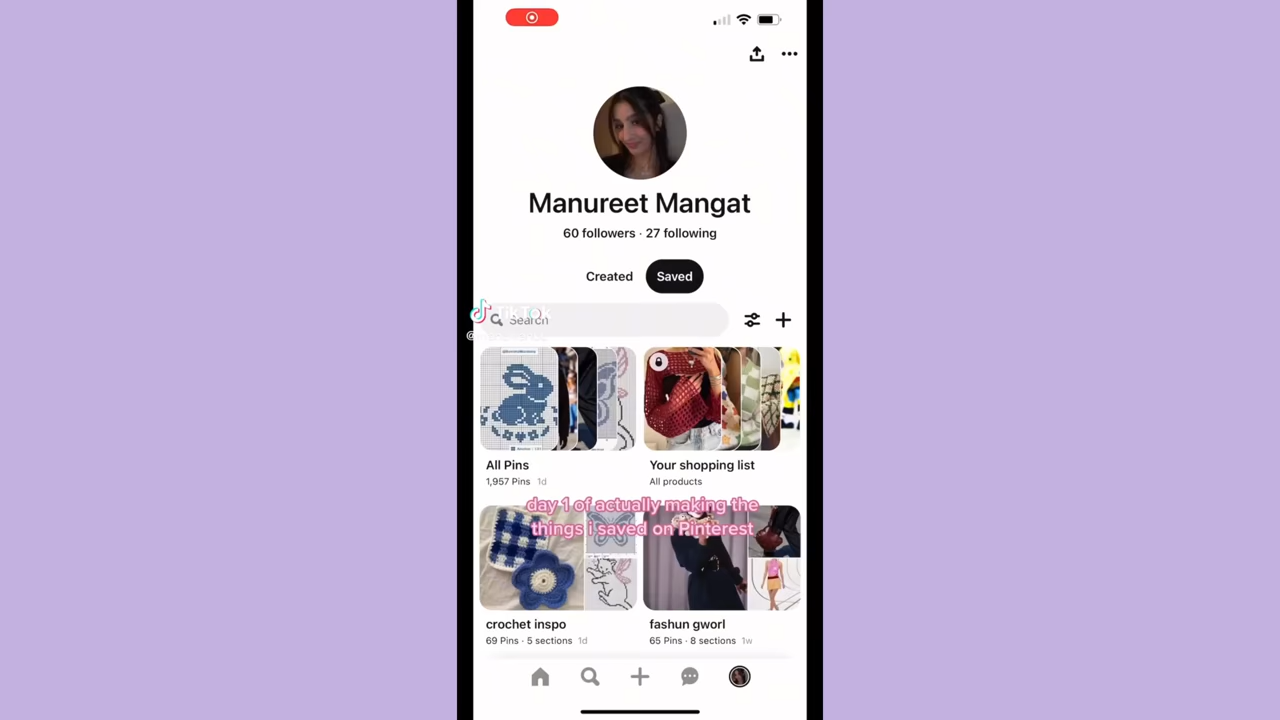 Manureet Mangat
60 followers · 27 following
Created
Saved
TikTok
Search
@
All Pins
1,957 Pins 1d
Your shopping list
All products
day 1 of actually making the
things i saved on Pinterest
crochet inspo
69 Pins · 5 sections 1d
fashun gworl
65 Pins · 8 sections 1w